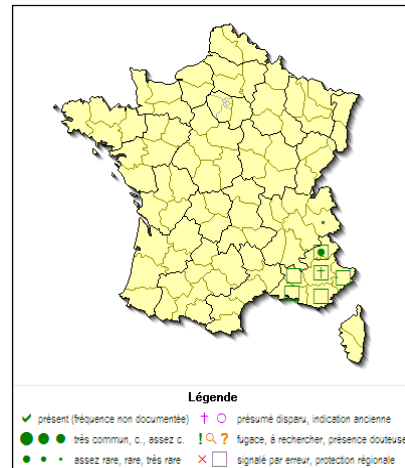 Légende
présent (fréquence non documentée) présumé disparu, indication ancienne
très commun, c., assez c. fugace, à rechercher, présence douteuse
assez rare, rare, très rare signalé par erreur, protection régionale